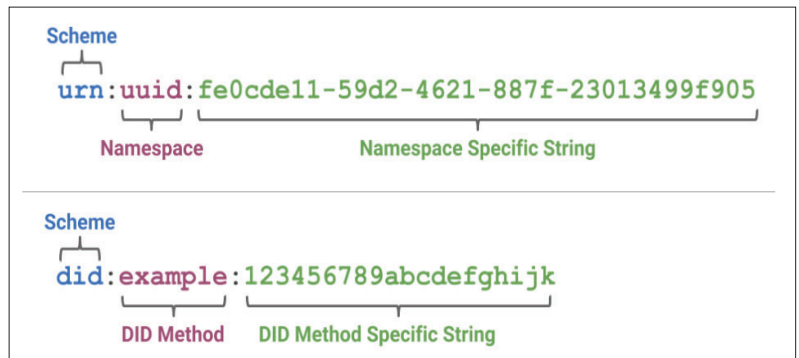 Scheme
urn:uuid:fe0cde11-59d2-4621-887f-23013499f905
Namespace Namespace Specific String
Scheme
did:example:123456789abcdefghijk
DID Method DID Method Specific String